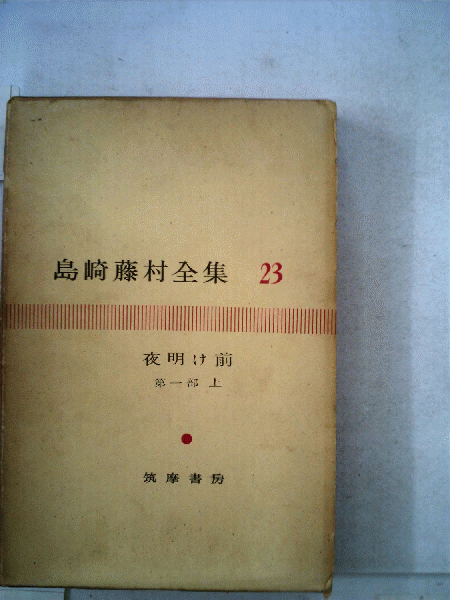 島崎藤村全集 23
夜明け前
第一部 上
筑摩書房